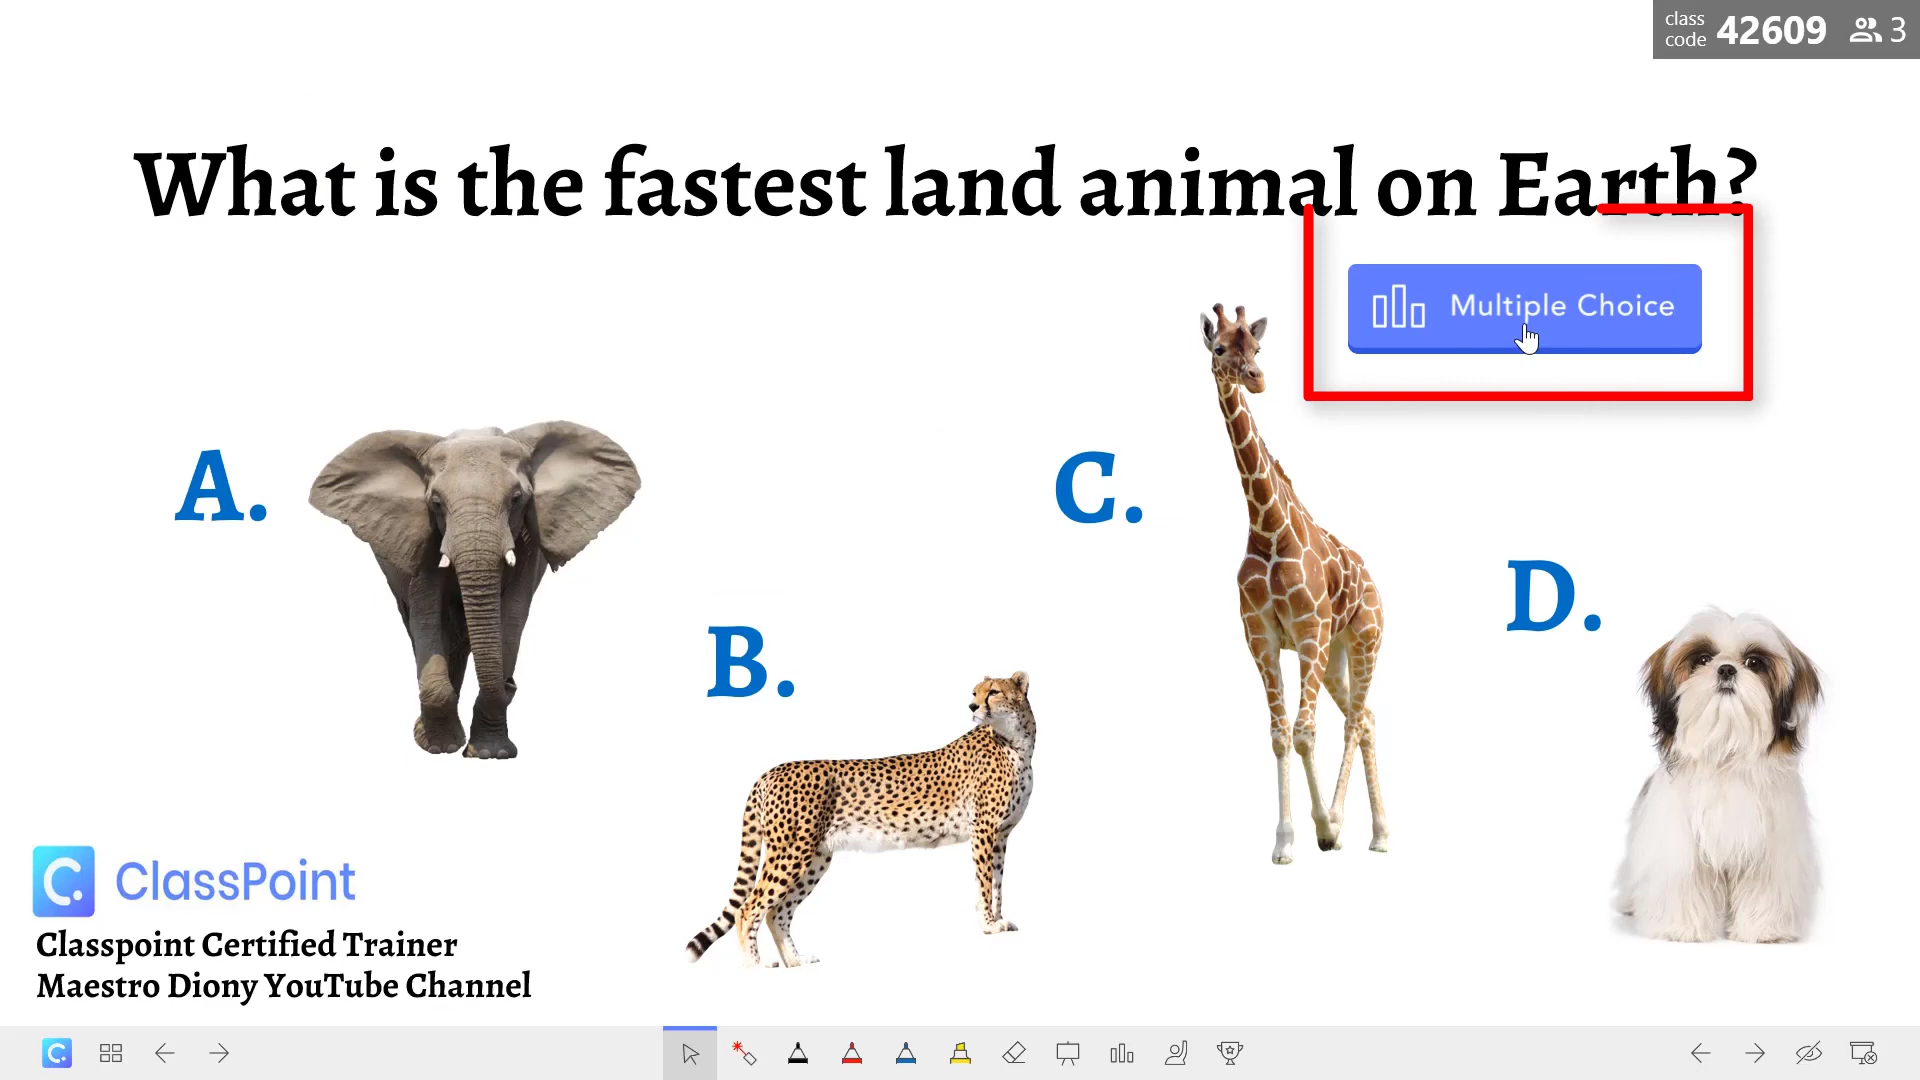 class
code 42609 3
What is the fastest land animal on Earth?
Multiple Choice
A.
C.
D.
B.
C. ClassPoint
Classpoint Certified Trainer
Maestro Diony YouTube Channel
C.